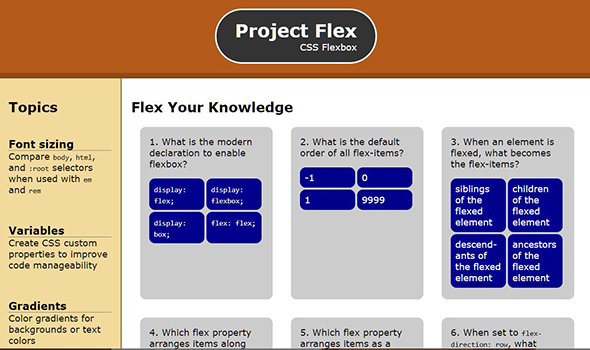 Project Flex
CSS Flexbox
Topics
Font sizing
Compare body, html,
and :root selectors
when used with em
and rem
Variables
Create CSS custom
properties to improve
code manageability
Gradients
Color gradients for
backgrounds or text
colors
Flex Your Knowledge
1. What is the modern
declaration to enable
flexbox?
display:
flex;
display:
flexbox;
display:
box;
flex: flex;
2. What is the default
order of all flex-items?
-1
0
1
9999
3. When an element is
flexed, what becomes
the flex-items?
siblings
of the
flexed
element
children
of the
flexed
element
descend-
ants of
the flexed
element
ancestors
of the
flexed
element
4. Which flex property
arranges items along
5. Which flex property
arranges items as a
6. When set to flex-
direction: row, what